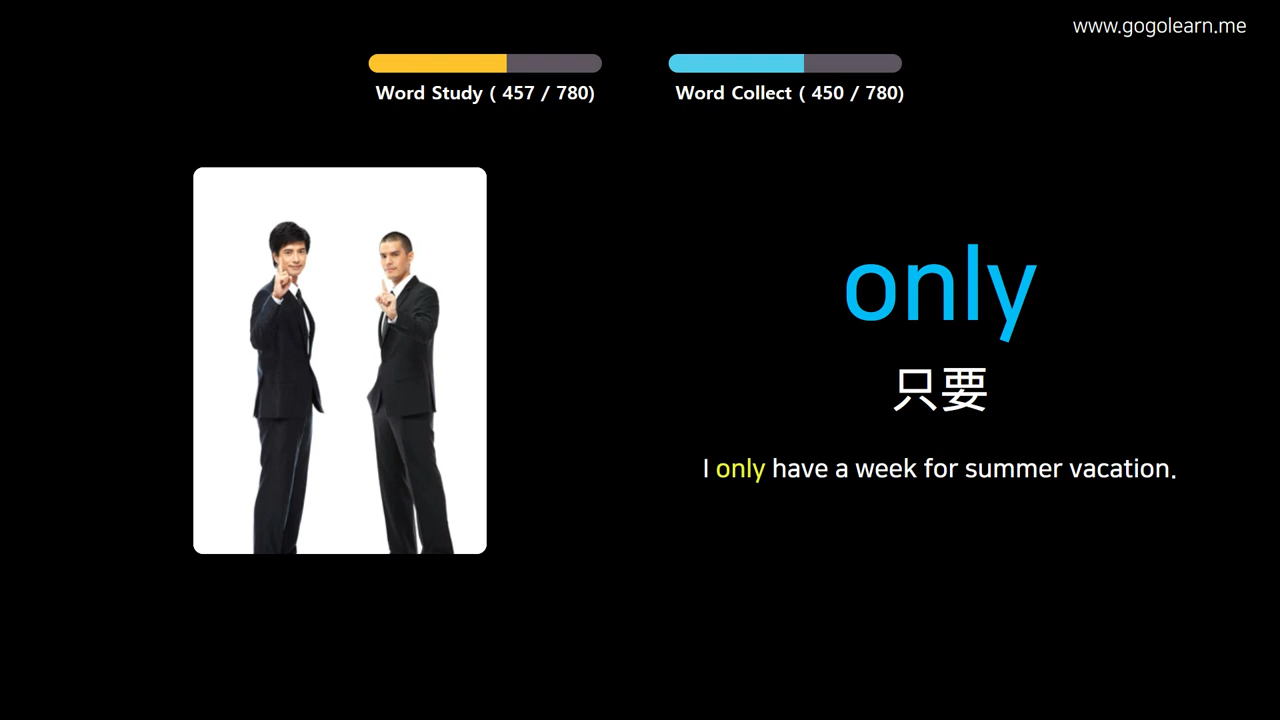 www.gogolearn.me
Word Study ( 457 / 780)
Word Collect ( 450 / 780)
only
只要
I only have a week for summer vacation.